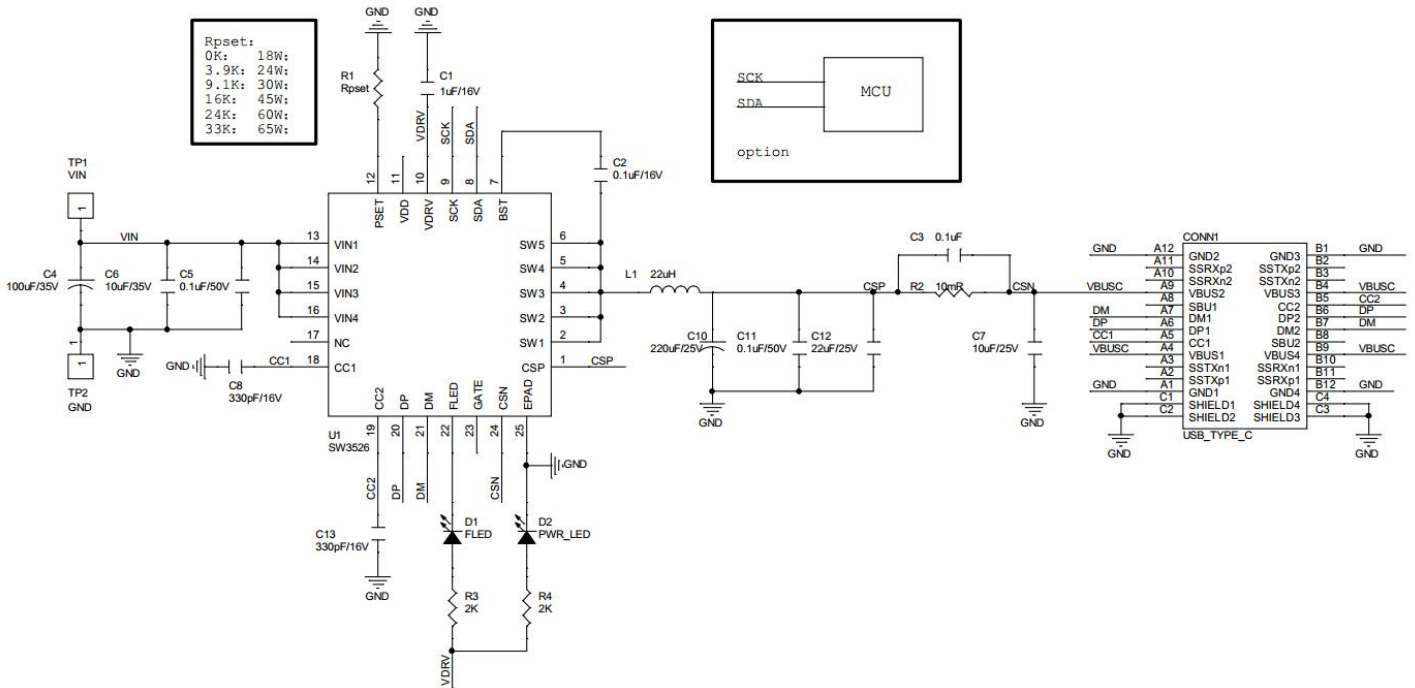 GND GND
Rpset:
0K: 18W:
3.9K: 24W:
9.1K: 30W:
16K: 45W:
24K: 60W:
33K: 65W:
R1
Rpset
C1
1uF/16V
VDRV
SCK
SDA
C2
0.1uF/16V
SCK
SDA
MCU
option
TP1
VIN
1
VIN
C4
100uF/35V
C6
10uF/35V
C5
0.1uF/50V
1
1
TP2
GND
GND
GND
C8
330pF/16V
CC1
12 11 10 9 8 7
PSET VDD VDRV SCK SDA BST
13 VIN1
14 VIN2
15 VIN3
16 VIN4
17 NC
18 CC1
SW5 6
SW4 5
SW3 4
SW2 3
SW1 2
CSP 1 CSP
CC2 DP DM FLED GATE CSN EPAD
19 20 21 22 23 24 25
U1
SW3526
CC2
DP
DM
CSN
GND
C13
330pF/16V
GND
D1
FLED
D2
PWR_LED
R3
2K
R4
2K
VDRV
L1 22uH
C10
220uF/25V
C11
0.1uF/50V
C12
22uF/25V
GND
C3 0.1uF
CSP
R2 10mR
CSN
C7
10uF/25V
GND
VBUSC
CONN1
GND A12 GND2
A11 SSRXp2
A10 SSRXn2
A9 VBUS2
A8 SBU1
DM A7 DM1
DP A6 DP1
CC1 A5 CC1
VBUSC A4 VBUS1
A3 SSTXn1
A2 SSTXp1
GND A1 GND1
C1 SHIELD1
C2 SHIELD2
GND3 B1 GND
SSTXp2 B2
SSTXn2 B3
VBUS3 B4 VBUSC
CC2 B5 CC2
DP2 B6 DP
DM2 B7 DM
SBU2 B8
VBUS4 B9 VBUSC
SSRXn1 B10
SSRXp1 B11
GND4 B12 GND
SHIELD4 C4
SHIELD3 C3
USB_TYPE_C
GND
GND